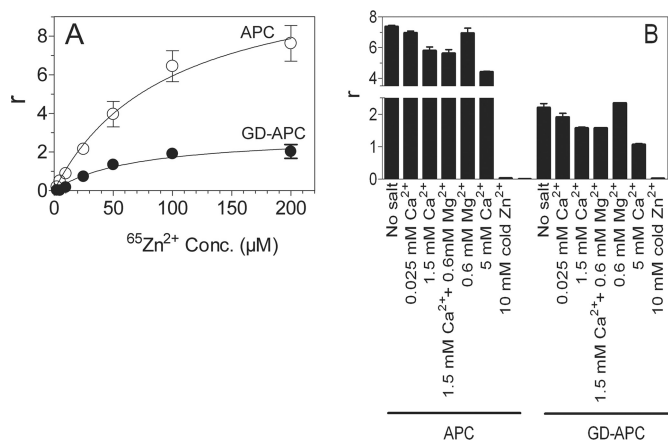 A
APC
GD-APC
r
8
6
4
2
0
0
50
100
150
200
65Zn2+ Conc. (µM)
B
r
8
6
4
2
1
0
No salt
0.025 mM Ca2+
1.5 mM Ca2+
1.5 mM Ca2++ 0.6mM Mg2+
0.6 mM Mg2+
5 mM Ca2+
10 mM cold Zn2+
No salt
0.025 mM Ca2+
1.5 mM Ca2+
1.5 mM Ca2++ 0.6 mM Mg2+
0.6 mM Mg2+
5 mM Ca2+
10 mM cold Zn2+
APC
GD-APC